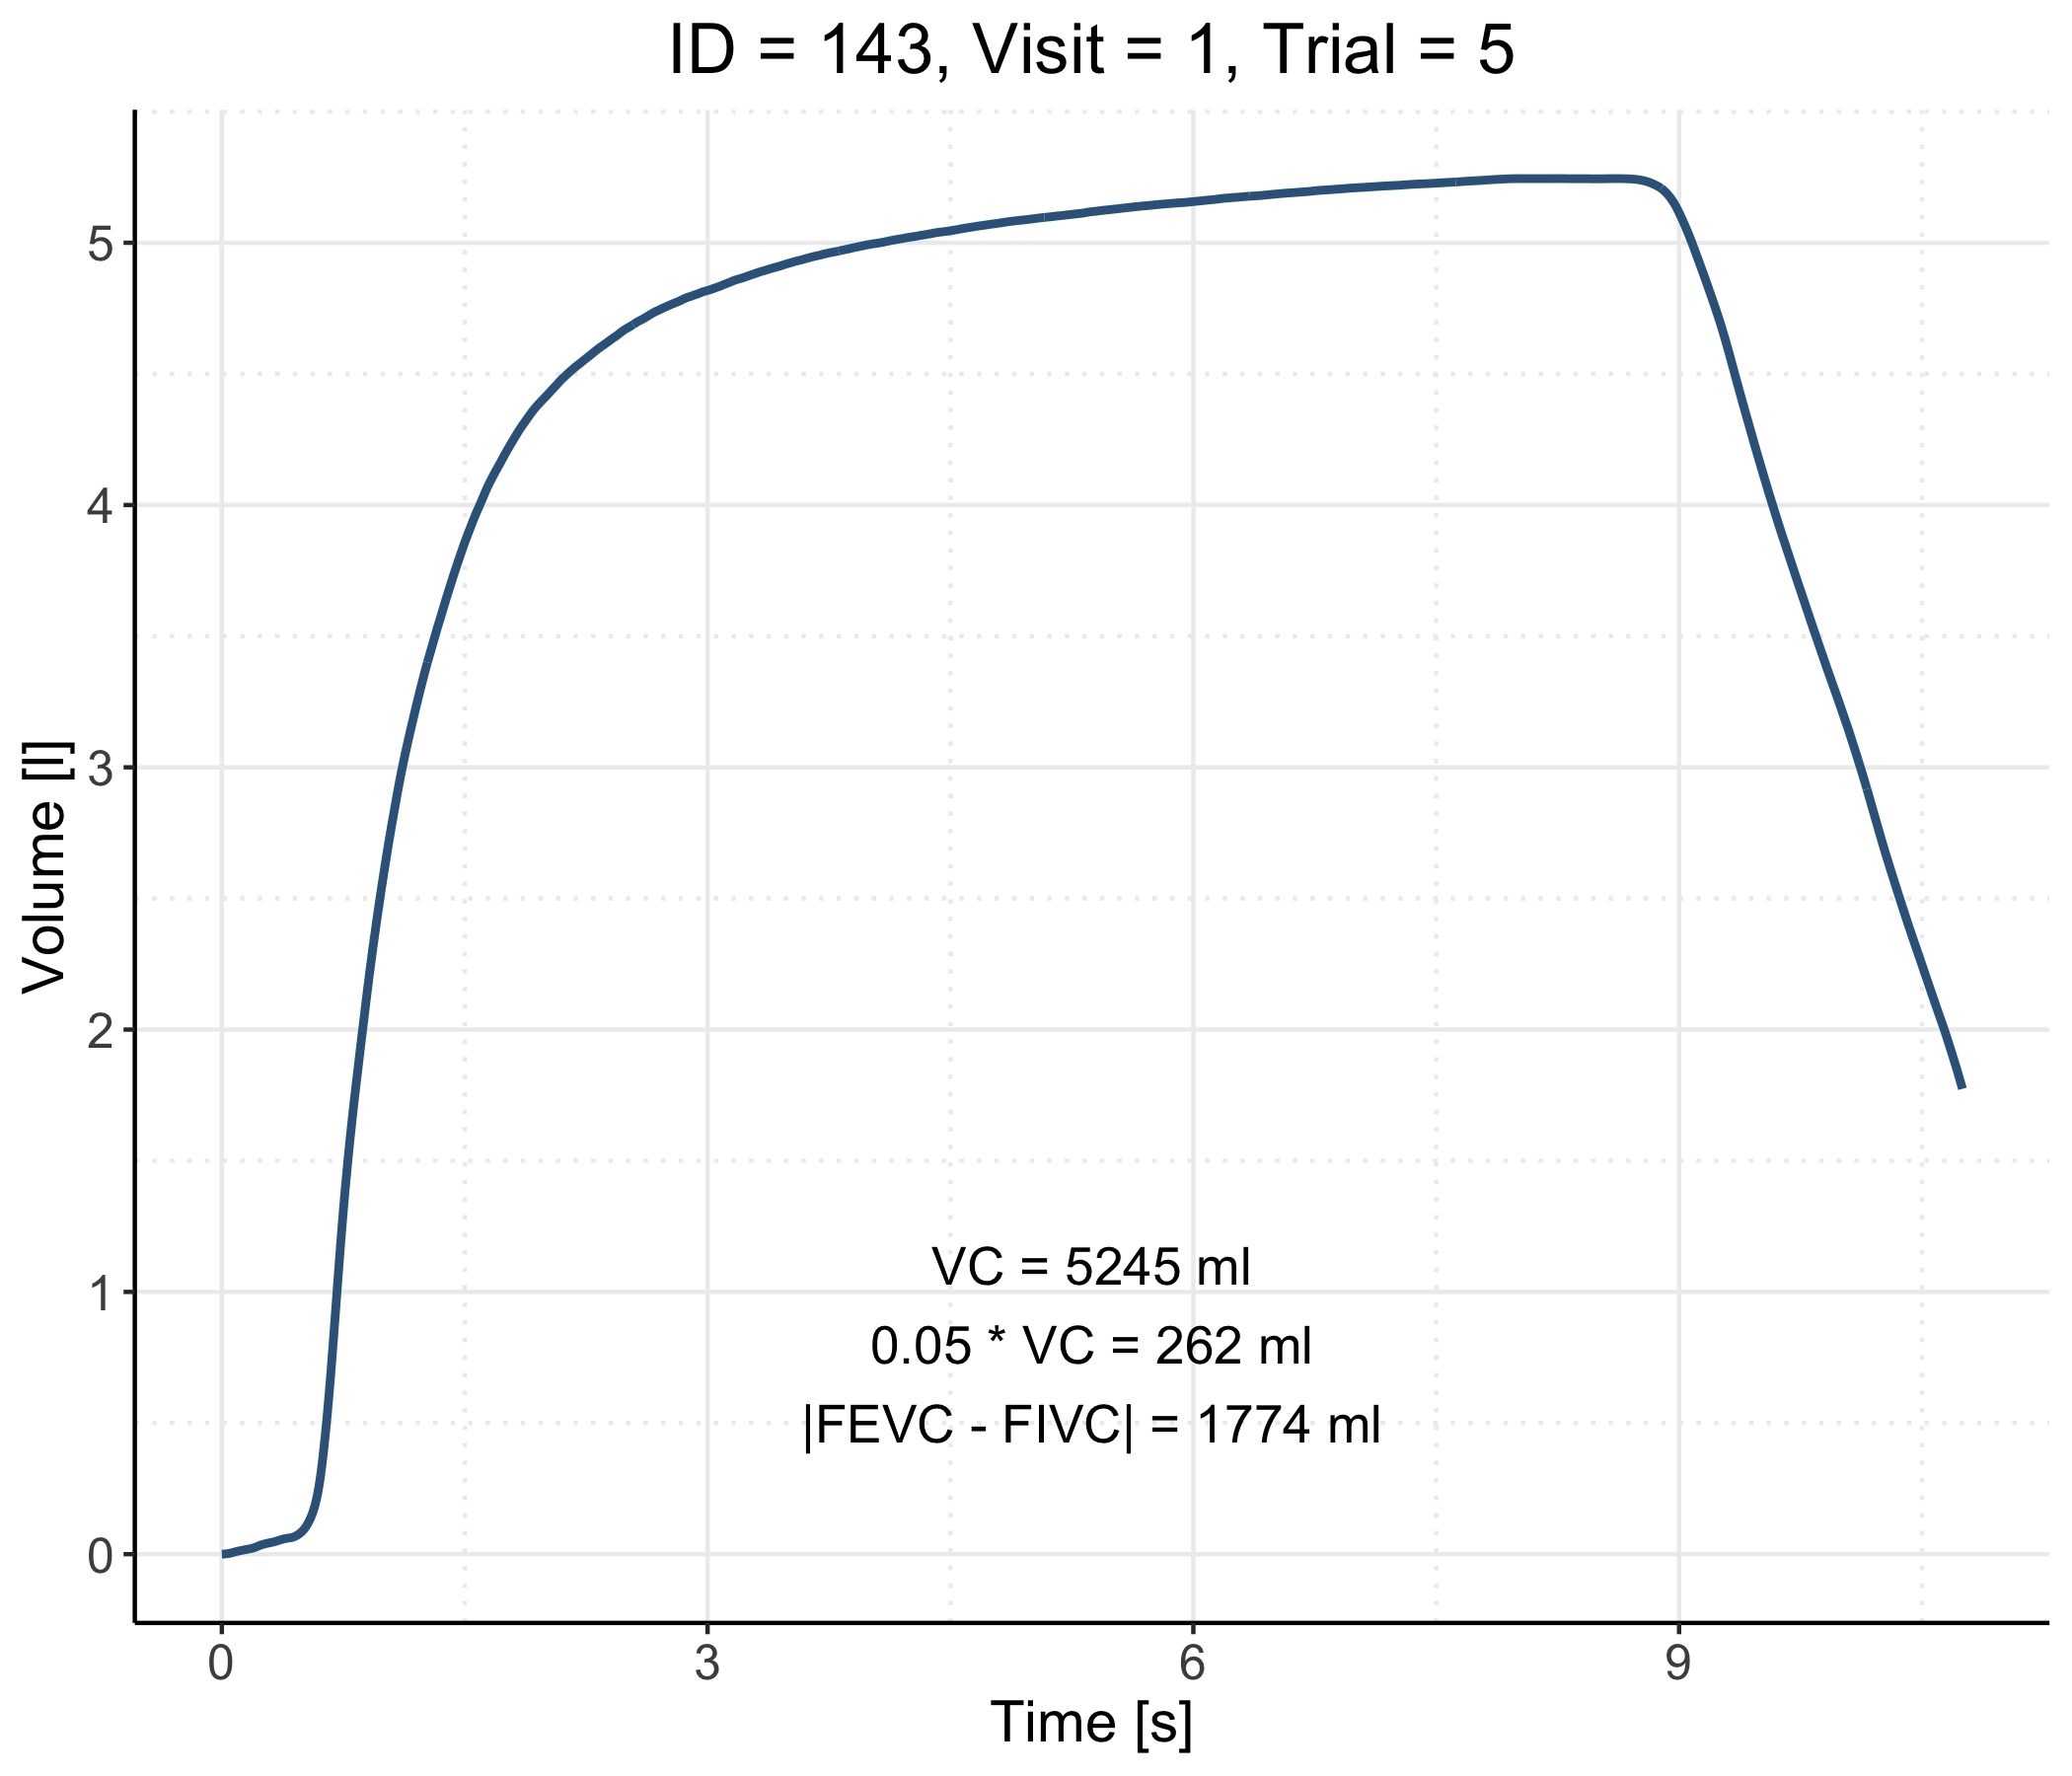 ID = 143, Visit = 1, Trial = 5
Volume [l]
5
4
3
2
1
0
VC = 5245 ml
0.05 * VC = 262 ml
|FEVC - FIVC| = 1774 ml
0 3 6 9
Time [s]